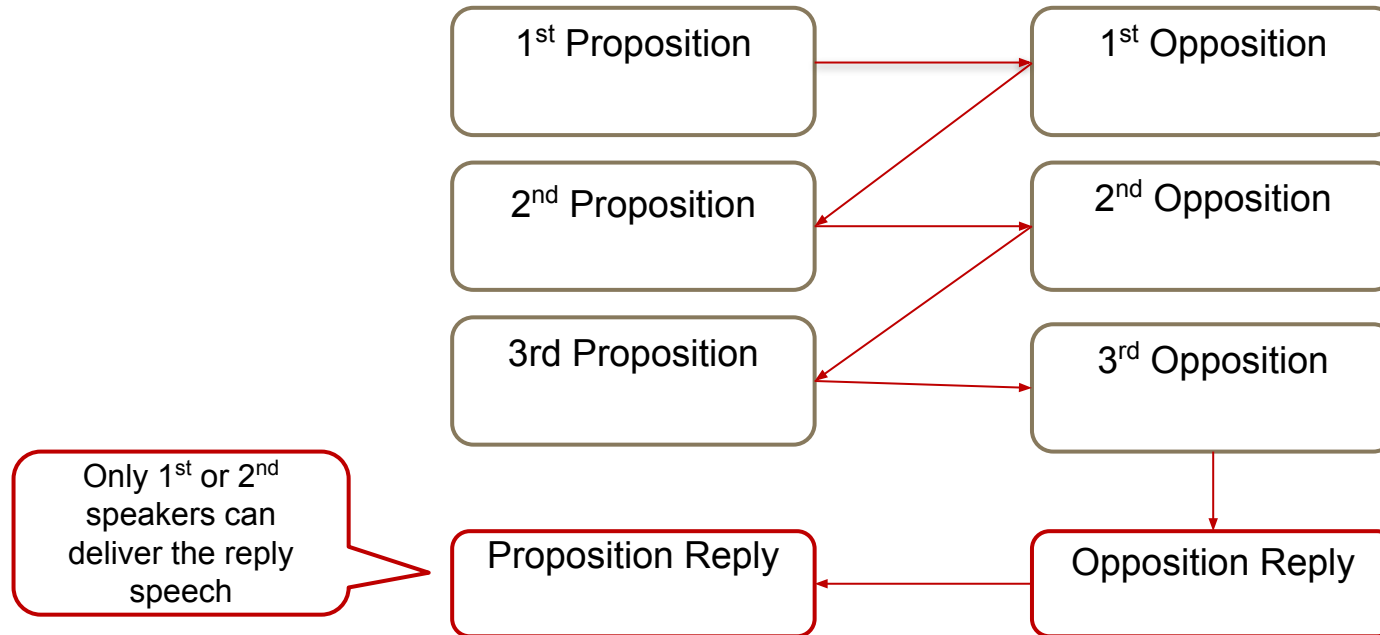 1st Proposition
1st Opposition
2nd Proposition
2nd Opposition
3rd Proposition
3rd Opposition
Only 1st or 2nd
speakers can
deliver the reply
speech
Proposition Reply
Opposition Reply